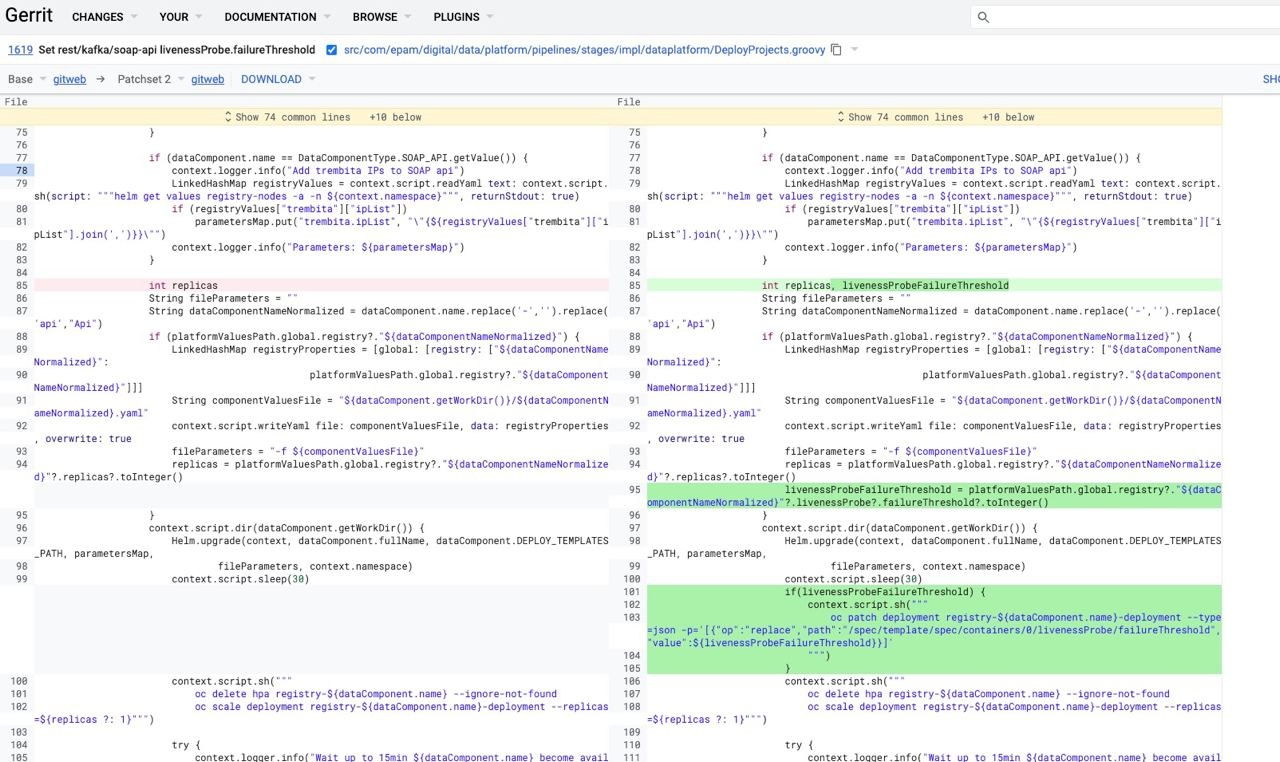 Gerrit CHANGES YOUR DOCUMENTATION BROWSE PLUGINS
1619 Set rest/kafka/soap-api livenessProbe.failureThreshold src/com/epam/digital/data/platform/pipelines/stages/impl/dataplatform/DeployProjects.groovy
Base gitweb → Patchset 2 gitweb DOWNLOAD SHO
File
Show 74 common lines +10 below
75 }
76
77 if (dataComponent.name == DataComponentType.SOAP_API.getValue()) {
78 context.logger.info("Add trembita IPs to SOAP api")
79 LinkedHashMap registryValues = context.script.readYaml text: context.script.
sh(script: """helm get values registry-nodes -a -n ${context.namespace}""", returnStdout: true)
80 if (registryValues["trembita"]["ipList"])
81 parametersMap.put("trembita.ipList", "\"{${registryValues["trembita"]["i
pList"].join(',')}}\"")
82 context.logger.info("Parameters: ${parametersMap}")
83 }
84
85 int replicas
86 String fileParameters = ""
87 String dataComponentNameNormalized = dataComponent.name.replace('-','').replace(
'api',"Api")
88 if (platformValuesPath.global.registry?."${dataComponentNameNormalized}") {
89 LinkedHashMap registryProperties = [global: [registry: ["${dataComponentName
Normalized}":
90 platformValuesPath.global.registry?."${dataComponent
NameNormalized}"]]]
91 String componentValuesFile = "${dataComponent.getWorkDir()}/${dataComponentN
ameNormalized}.yaml"
92 context.script.writeYaml file: componentValuesFile, data: registryProperties
, overwrite: true
93 fileParameters = "-f ${componentValuesFile}"
94 replicas = platformValuesPath.global.registry?."${dataComponentNameNormalize
d}"?.replicas?.toInteger()
95 }
96 context.script.dir(dataComponent.getWorkDir()) {
97 Helm.upgrade(context, dataComponent.fullName, dataComponent.DEPLOY_TEMPLATES
_PATH, parametersMap,
98 fileParameters, context.namespace)
99 context.script.sleep(30)
100 context.script.sh("""
101 oc delete hpa registry-${dataComponent.name} --ignore-not-found
102 oc scale deployment registry-${dataComponent.name}-deployment --replicas
=${replicas ?: 1}""")
103
104 try {
105 context.logger.info("Wait up to 15min ${dataComponent.name} become avail
File
Show 74 common lines +10 below
75 }
76
77 if (dataComponent.name == DataComponentType.SOAP_API.getValue()) {
78 context.logger.info("Add trembita IPs to SOAP api")
79 LinkedHashMap registryValues = context.script.readYaml text: context.script.
sh(script: """helm get values registry-nodes -a -n ${context.namespace}""", returnStdout: true)
80 if (registryValues["trembita"]["ipList"])
81 parametersMap.put("trembita.ipList", "\"{${registryValues["trembita"]["i
pList"].join(',')}}\"")
82 context.logger.info("Parameters: ${parametersMap}")
83 }
84
85 int replicas, livenessProbeFailureThreshold
86 String fileParameters = ""
87 String dataComponentNameNormalized = dataComponent.name.replace('-','').replace(
'api',"Api")
88 if (platformValuesPath.global.registry?."${dataComponentNameNormalized}") {
89 LinkedHashMap registryProperties = [global: [registry: ["${dataComponentName
Normalized}":
90 platformValuesPath.global.registry?."${dataComponent
NameNormalized}"]]]
91 String componentValuesFile = "${dataComponent.getWorkDir()}/${dataComponentN
ameNormalized}.yaml"
92 context.script.writeYaml file: componentValuesFile, data: registryProperties
, overwrite: true
93 fileParameters = "-f ${componentValuesFile}"
94 replicas = platformValuesPath.global.registry?."${dataComponentNameNormalize
d}"?.replicas?.toInteger()
95 livenessProbeFailureThreshold = platformValuesPath.global.registry?."${dataC
omponentNameNormalized}"?.livenessProbe?.failureThreshold?.toInteger()
96 }
97 context.script.dir(dataComponent.getWorkDir()) {
98 Helm.upgrade(context, dataComponent.fullName, dataComponent.DEPLOY_TEMPLATES
_PATH, parametersMap,
99 fileParameters, context.namespace)
100 context.script.sleep(30)
101 if(livenessProbeFailureThreshold) {
102 context.script.sh("""
103 oc patch deployment registry-${dataComponent.name}-deployment --type
=json -p='[{"op":"replace","path":"/spec/template/spec/containers/0/livenessProbe/failureThreshold",
"value":${livenessProbeFailureThreshold}}]'
104 """)
105 }
106 context.script.sh("""
107 oc delete hpa registry-${dataComponent.name} --ignore-not-found
108 oc scale deployment registry-${dataComponent.name}-deployment --replicas
=${replicas ?: 1}""")
109
110 try {
111 context.logger.info("Wait up to 15min ${dataComponent.name} become avail